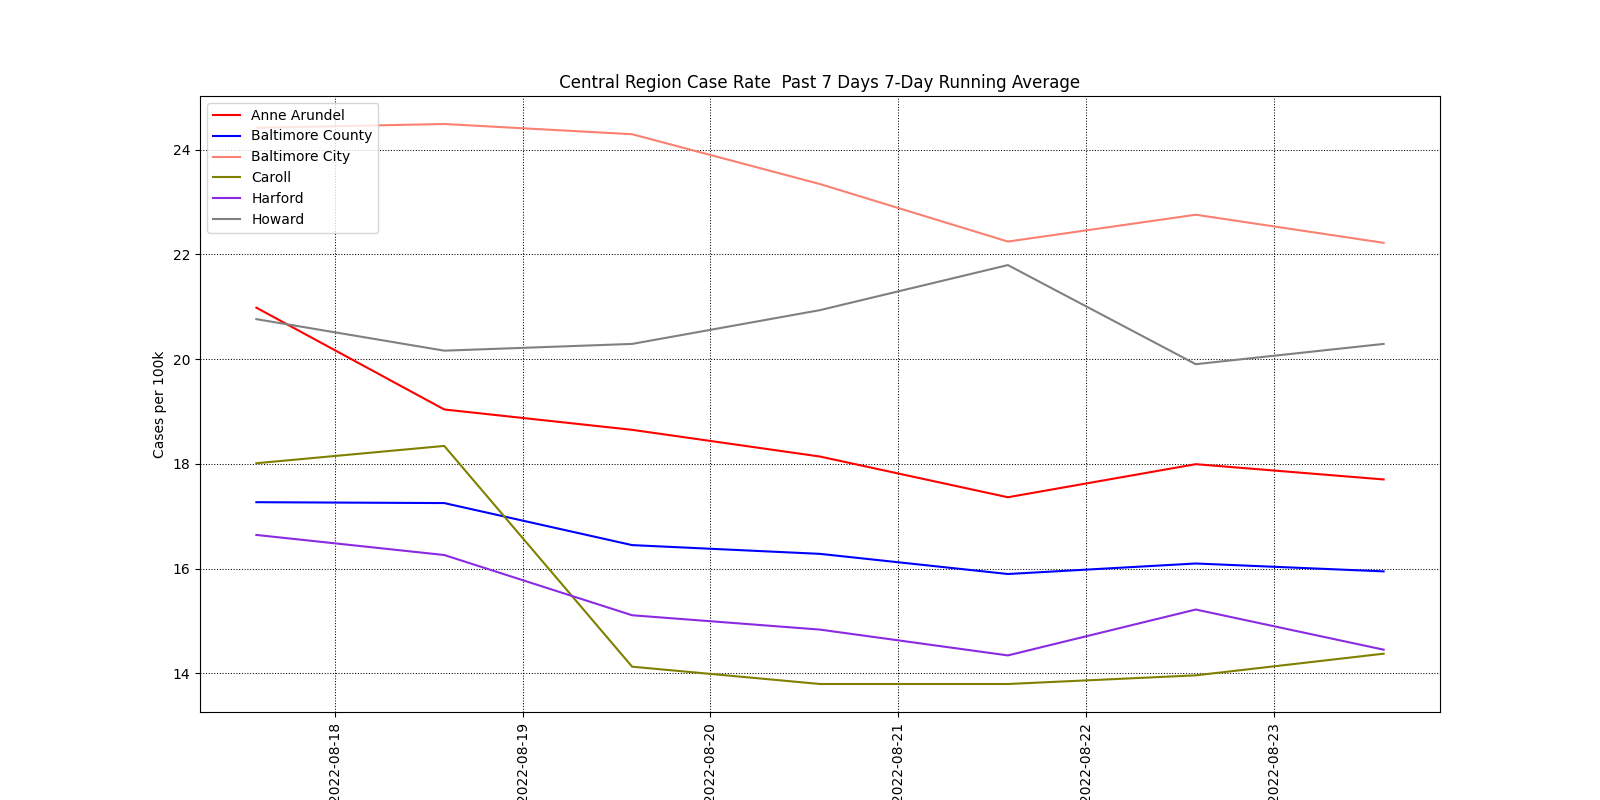 Central Region Case Rate  Past 7 Days 7-Day Running Average
Anne Arundel
Baltimore County
Baltimore City
Caroll
Harford
Howard
Cases per 100k
24
22
20
18
16
14
2022-08-18
2022-08-19
2022-08-20
2022-08-21
2022-08-22
2022-08-23